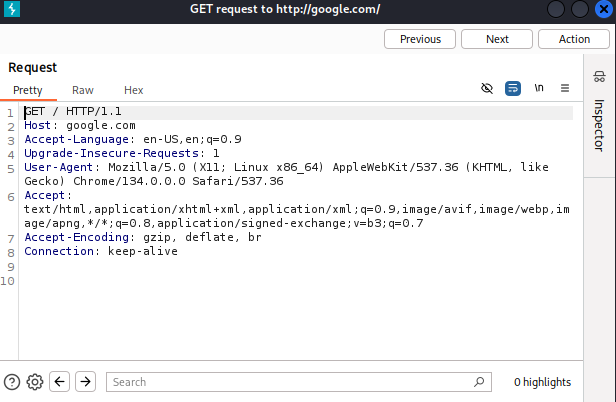 GET request to http://google.com/
Previous Next Action
Request
Pretty Raw Hex
\n
Inspector
1 GET / HTTP/1.1
2 Host: google.com
3 Accept-Language: en-US,en;q=0.9
4 Upgrade-Insecure-Requests: 1
5 User-Agent: Mozilla/5.0 (X11; Linux x86_64) AppleWebKit/537.36 (KHTML, like
Gecko) Chrome/134.0.0.0 Safari/537.36
6 Accept:
text/html,application/xhtml+xml,application/xml;q=0.9,image/avif,image/webp,im
age/apng,*/*;q=0.8,application/signed-exchange;v=b3;q=0.7
7 Accept-Encoding: gzip, deflate, br
8 Connection: keep-alive
9
10
Search
0 highlights